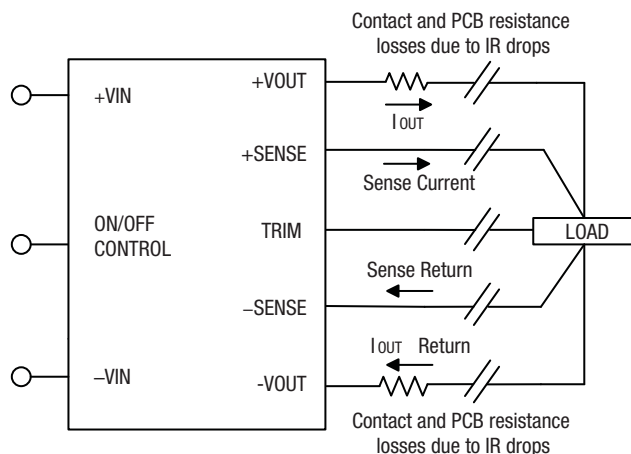 Contact and PCB resistance
losses due to IR drops
+VOUT
+VIN
IOUT
+SENSE
Sense Current
ON/OFF
CONTROL
TRIM
LOAD
Sense Return
−SENSE
IOUT Return
−VIN
-VOUT
Contact and PCB resistance
losses due to IR drops